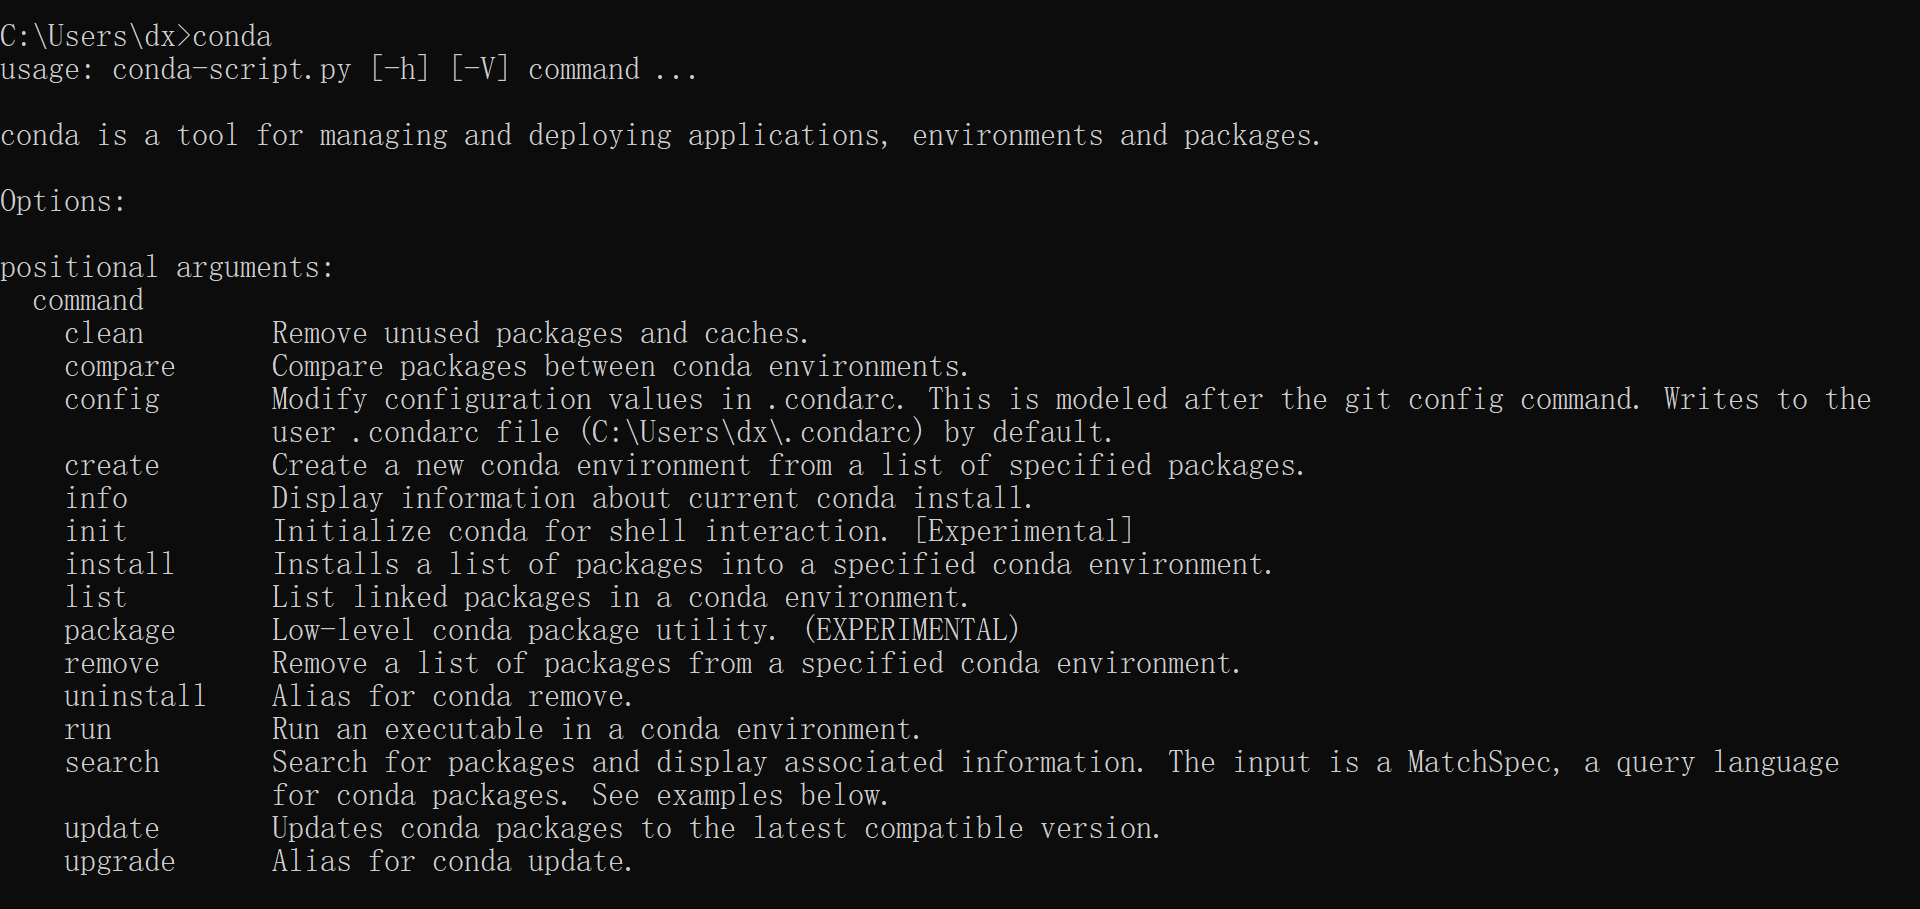 C:\Users\dx>conda
usage: conda-script.py [-h] [-V] command ...
conda is a tool for managing and deploying applications, environments and packages.
Options:
positional arguments:
  command
    clean        Remove unused packages and caches.
    compare      Compare packages between conda environments.
    config       Modify configuration values in .condarc. This is modeled after the git config command. Writes to the
                 user .condarc file (C:\Users\dx\.condarc) by default.
    create       Create a new conda environment from a list of specified packages.
    info         Display information about current conda install.
    init         Initialize conda for shell interaction. [Experimental]
    install      Installs a list of packages into a specified conda environment.
    list         List linked packages in a conda environment.
    package      Low-level conda package utility. (EXPERIMENTAL)
    remove       Remove a list of packages from a specified conda environment.
    uninstall    Alias for conda remove.
    run          Run an executable in a conda environment.
    search       Search for packages and display associated information. The input is a MatchSpec, a query language
                 for conda packages. See examples below.
    update       Updates conda packages to the latest compatible version.
    upgrade      Alias for conda update.